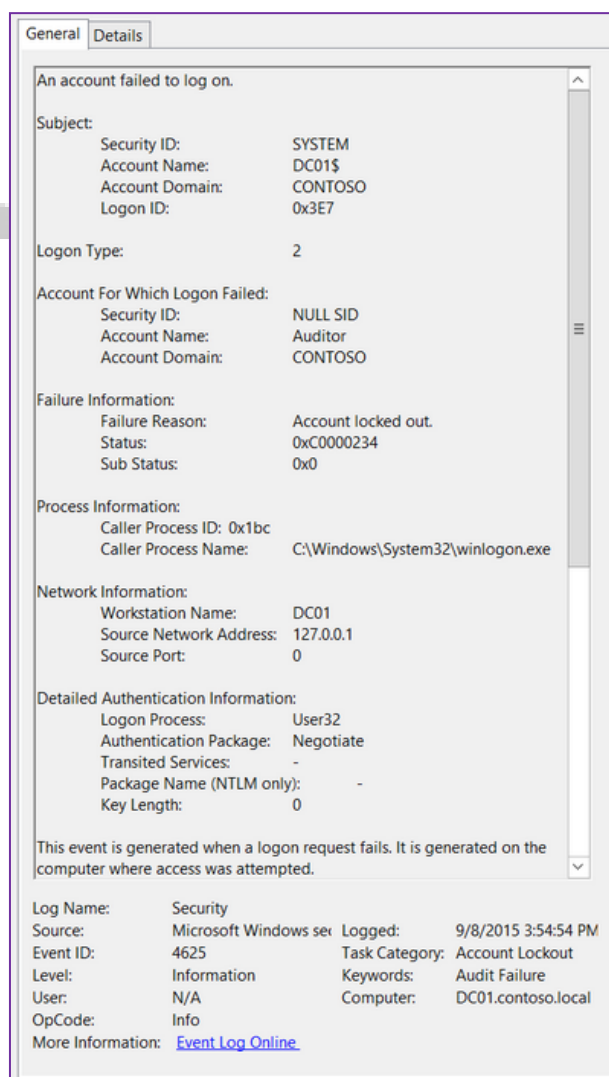 General Details
An account failed to log on.
Subject:
Security ID: SYSTEM
Account Name: DC01$
Account Domain: CONTOSO
Logon ID: 0x3E7
Logon Type: 2
Account For Which Logon Failed:
Security ID: NULL SID
Account Name: Auditor
Account Domain: CONTOSO
Failure Information:
Failure Reason: Account locked out.
Status: 0xC0000234
Sub Status: 0x0
Process Information:
Caller Process ID: 0x1bc
Caller Process Name: C:\Windows\System32\winlogon.exe
Network Information:
Workstation Name: DC01
Source Network Address: 127.0.0.1
Source Port: 0
Detailed Authentication Information:
Logon Process: User32
Authentication Package: Negotiate
Transited Services: -
Package Name (NTLM only): -
Key Length: 0
This event is generated when a logon request fails. It is generated on the
computer where access was attempted.
Log Name: Security
Source: Microsoft Windows sec Logged: 9/8/2015 3:54:54 PM
Event ID: 4625 Task Category: Account Lockout
Level: Information Keywords: Audit Failure
User: N/A Computer: DC01.contoso.local
OpCode: Info
More Information: Event Log Online